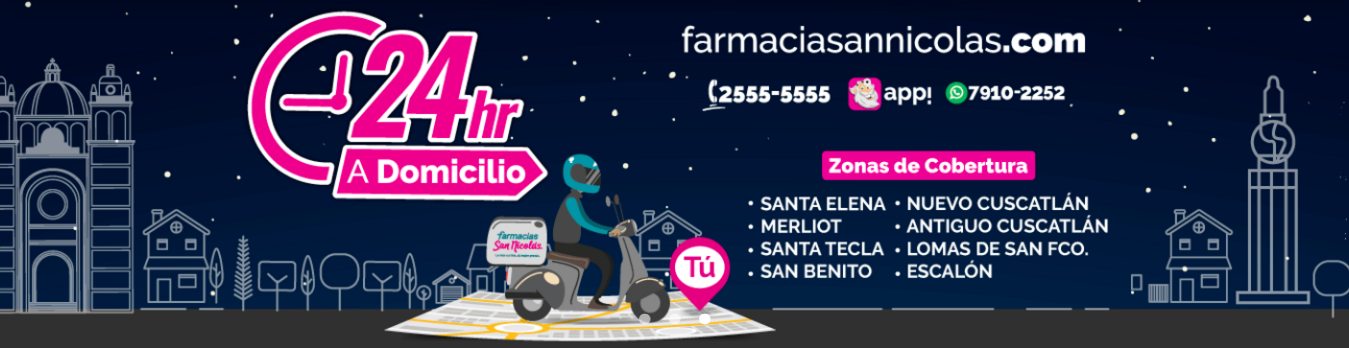 24hr
A Domicilio
farmacias
San Nicolás.
Tú
farmaciasannicolas.com
2555-5555 app! 7910-2252
Zonas de Cobertura
• SANTA ELENA • NUEVO CUSCATLÁN
• MERLIOT • ANTIGUO CUSCATLÁN
• SANTA TECLA • LOMAS DE SAN FCO.
• SAN BENITO • ESCALÓN